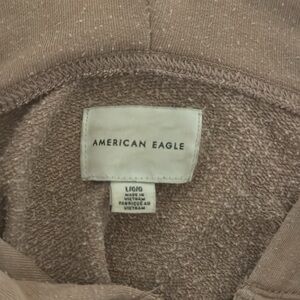 AMERICAN EAGLE
L/G/G
MADE IN
VIETNAM
FABRIQUÉ AU
VIETNAM